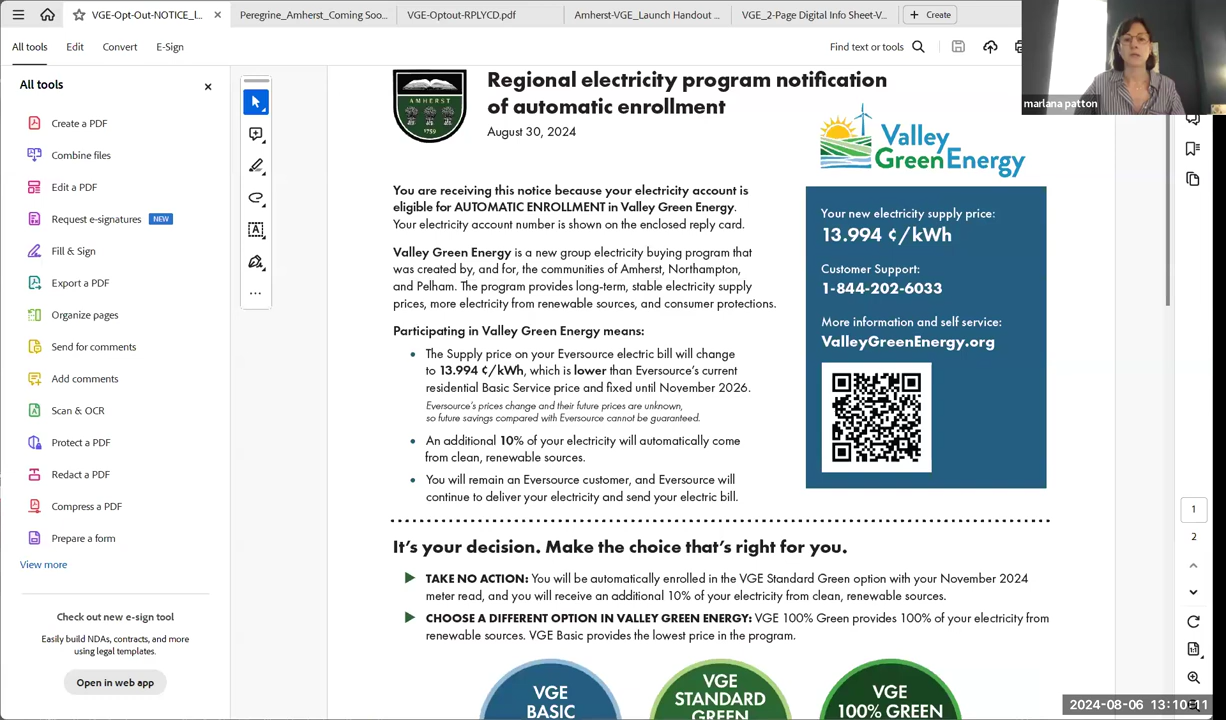 VGE-Opt-Out-NOTICE_l...
Peregrine_Amherst_Coming Soo...
VGE-Optout-RPLYCD.pdf
Amherst-VGE_Launch Handout ...
VGE_2-Page Digital Info Sheet-V...
Create
All tools
Edit
Convert
E-Sign
Find text or tools
marlana patton
All tools
Create a PDF
Combine files
Edit a PDF
Request e-signatures NEW
Fill & Sign
Export a PDF
Organize pages
Send for comments
Add comments
Scan & OCR
Protect a PDF
Redact a PDF
Compress a PDF
Prepare a form
View more
Check out new e-sign tool
Easily build NDAs, contracts, and more
using legal templates.
Open in web app
AMHERST
1759
Regional electricity program notification
of automatic enrollment
August 30, 2024
Valley
GreenEnergy
You are receiving this notice because your electricity account is
eligible for AUTOMATIC ENROLLMENT in Valley Green Energy.
Your electricity account number is shown on the enclosed reply card.
Valley Green Energy is a new group electricity buying program that
was created by, and for, the communities of Amherst, Northampton,
and Pelham. The program provides long-term, stable electricity supply
prices, more electricity from renewable sources, and consumer protections.
Participating in Valley Green Energy means:
• The Supply price on your Eversource electric bill will change
to 13.994 ¢/kWh, which is lower than Eversource's current
residential Basic Service price and fixed until November 2026.
Eversource's prices change and their future prices are unknown,
so future savings compared with Eversource cannot be guaranteed.
• An additional 10% of your electricity will automatically come
from clean, renewable sources.
• You will remain an Eversource customer, and Eversource will
continue to deliver your electricity and send your electric bill.
Your new electricity supply price:
13.994 ¢/kWh
Customer Support:
1-844-202-6033
More information and self service:
ValleyGreenEnergy.org
It's your decision. Make the choice that's right for you.
TAKE NO ACTION: You will be automatically enrolled in the VGE Standard Green option with your November 2024
meter read, and you will receive an additional 10% of your electricity from clean, renewable sources.
CHOOSE A DIFFERENT OPTION IN VALLEY GREEN ENERGY: VGE 100% Green provides 100% of your electricity from
renewable sources. VGE Basic provides the lowest price in the program.
VGE
BASIC
VGE
STANDARD
GREEN
VGE
100% GREEN
1
2
2024-08-06 13:10:11